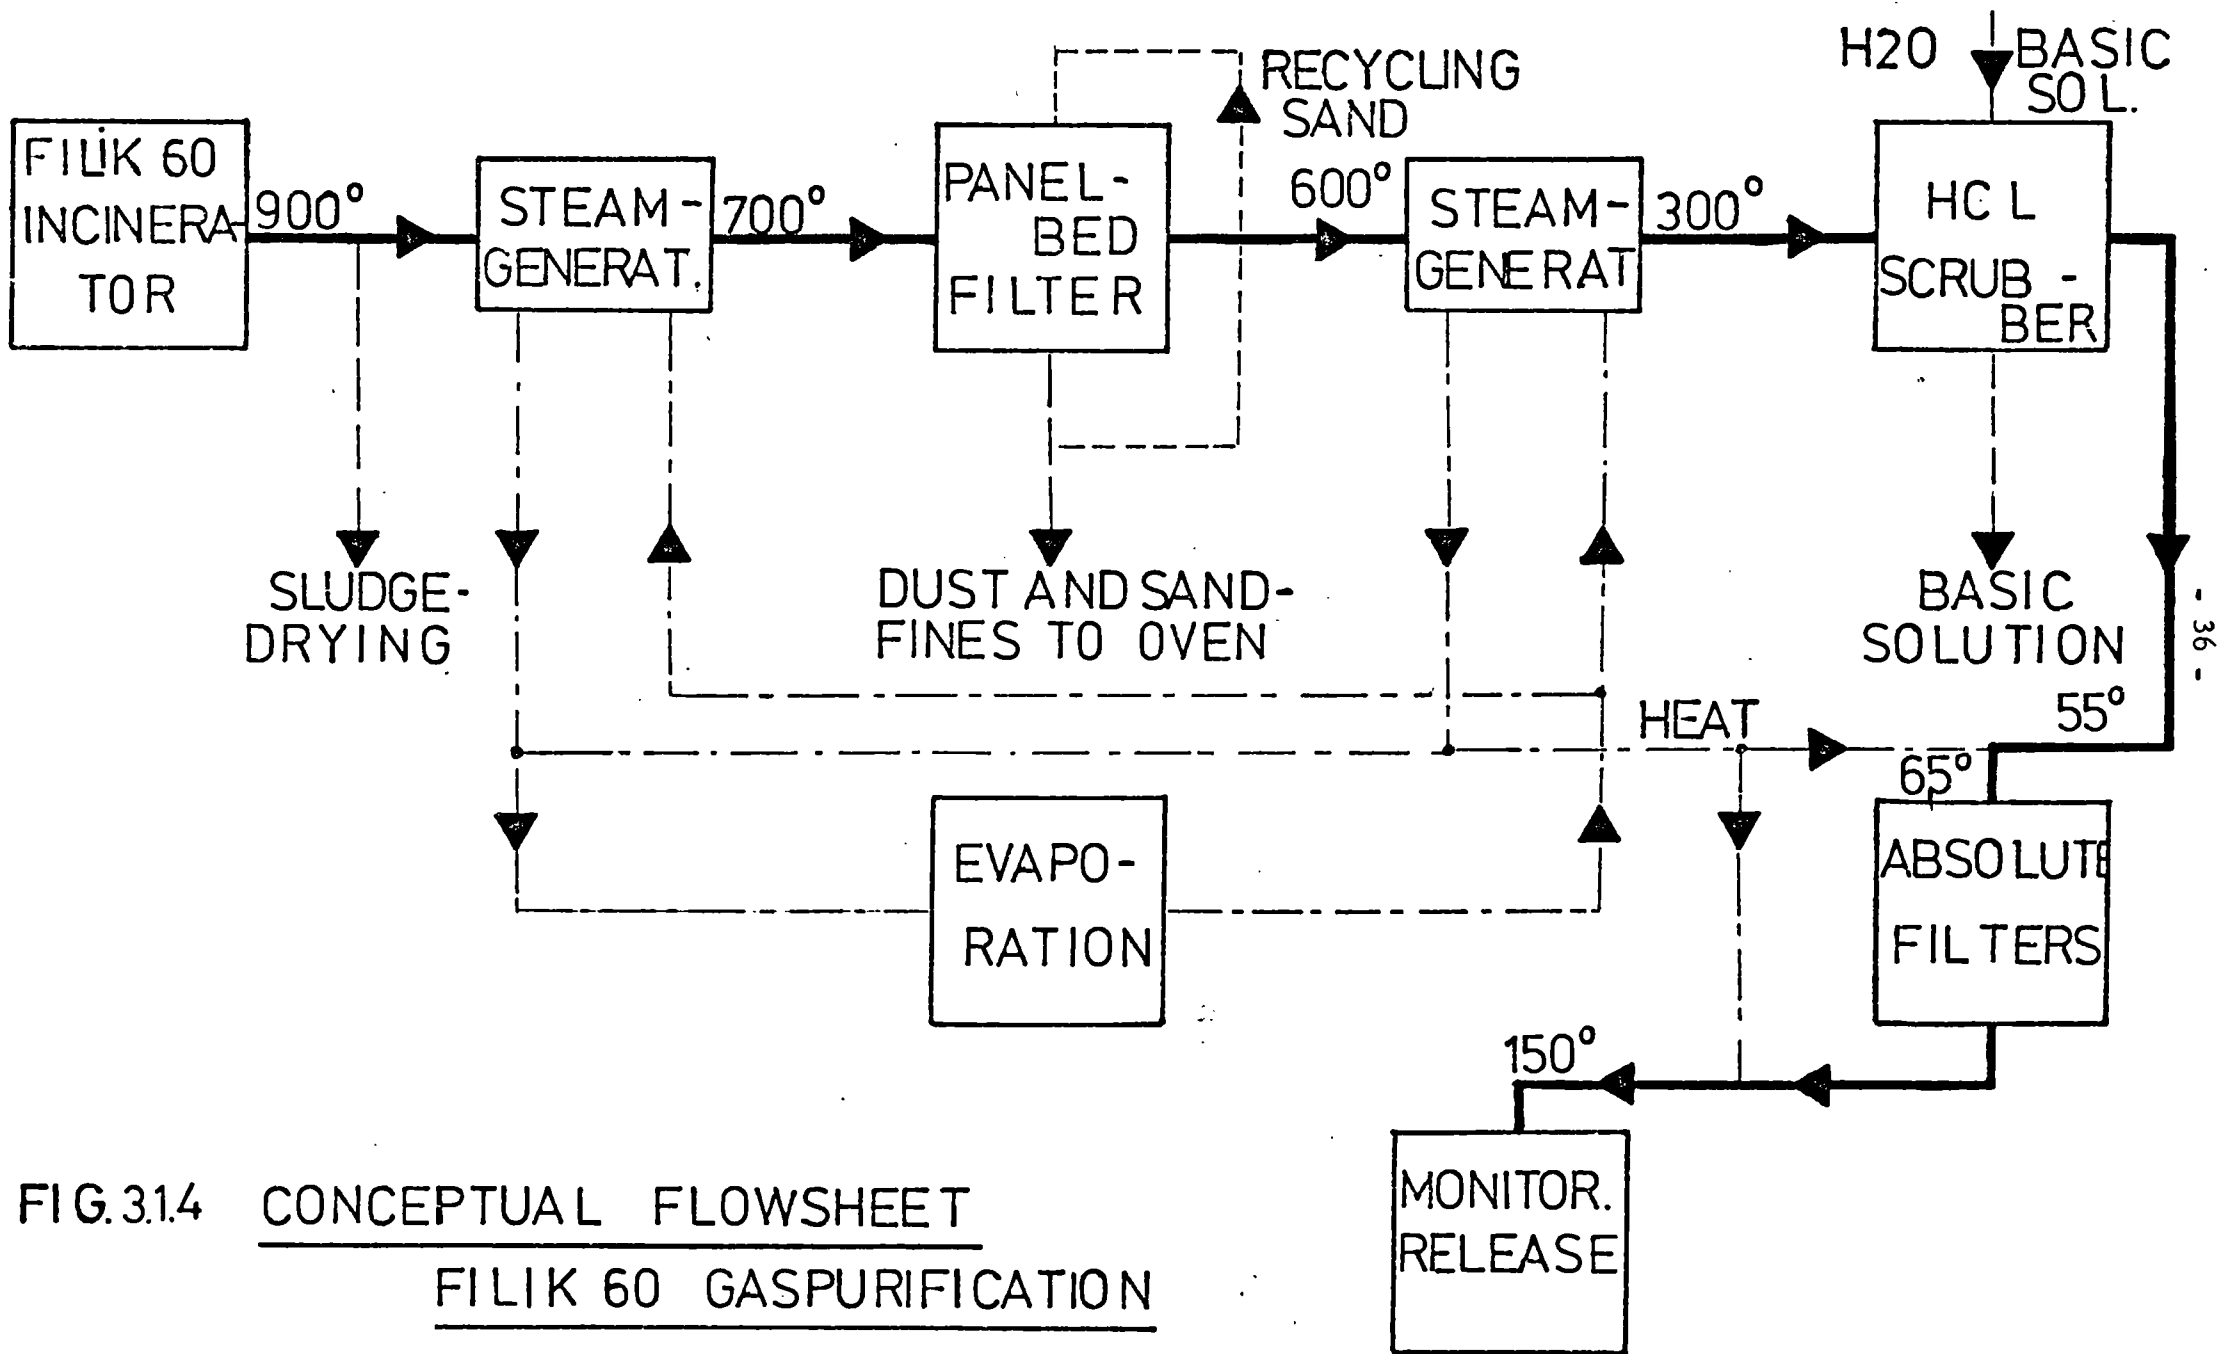 H2O
BASIC
SOL.
RECYCLING
SAND
FILIK 60
INCINERA-
TOR
900°
STEAM-
GENERAT.
700°
PANEL-
BED
FILTER
600°
STEAM-
GENERAT
300°
HCL
SCRUB-
BER
SLUDGE-
DRYING
DUST AND SAND-
FINES TO OVEN
BASIC
SOLUTION
- 36 -
HEAT
55°
65°
EVAPO-
RATION
ABSOLUTE
FILTERS
150°
MONITOR.
RELEASE
FIG. 3.1.4 CONCEPTUAL FLOWSHEET
FILIK 60 GASPURIFICATION